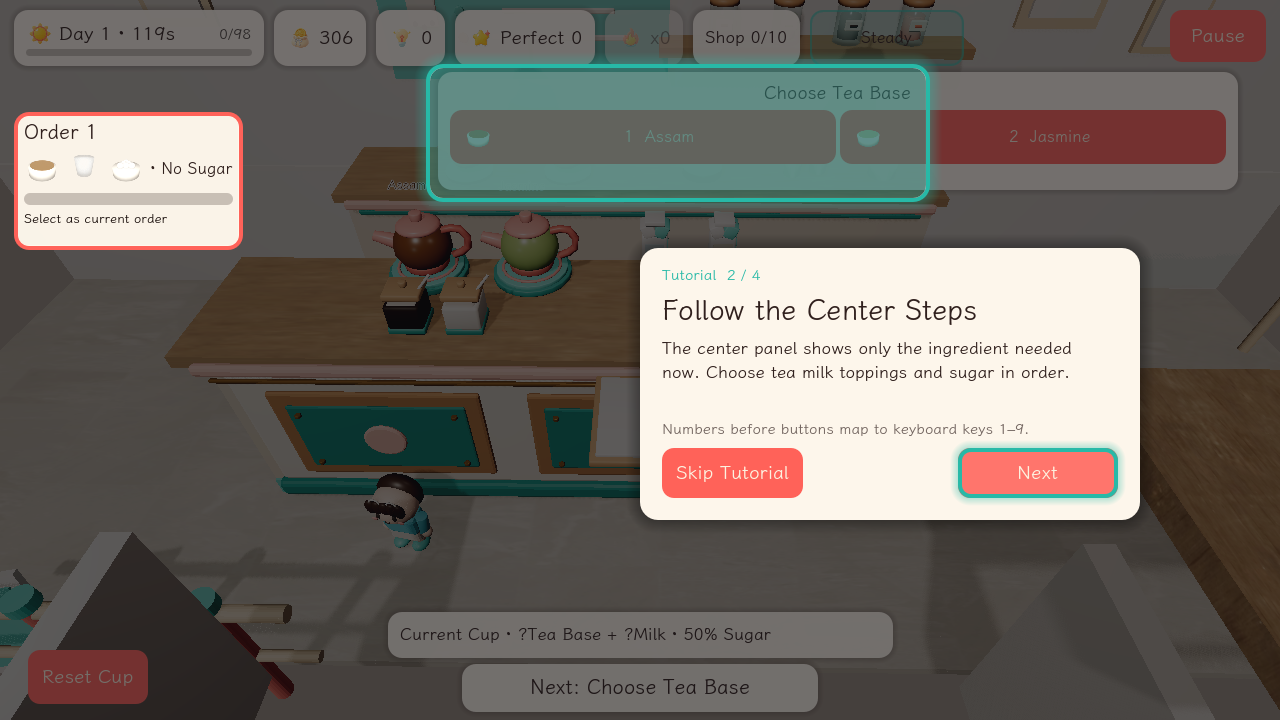 Day 1 • 119s
0/98
306
0
Perfect 0
x0
Shop 0/10
Steady
Pause
Choose Tea Base
1 Assam
2 Jasmine
Order 1
• No Sugar
Select as current order
Assam
Tutorial 2 / 4
Follow the Center Steps
The center panel shows only the ingredient needed
now. Choose tea milk toppings and sugar in order.
Numbers before buttons map to keyboard keys 1–9.
Skip Tutorial
Next
Current Cup • ?Tea Base + ?Milk • 50% Sugar
Reset Cup
Next: Choose Tea Base